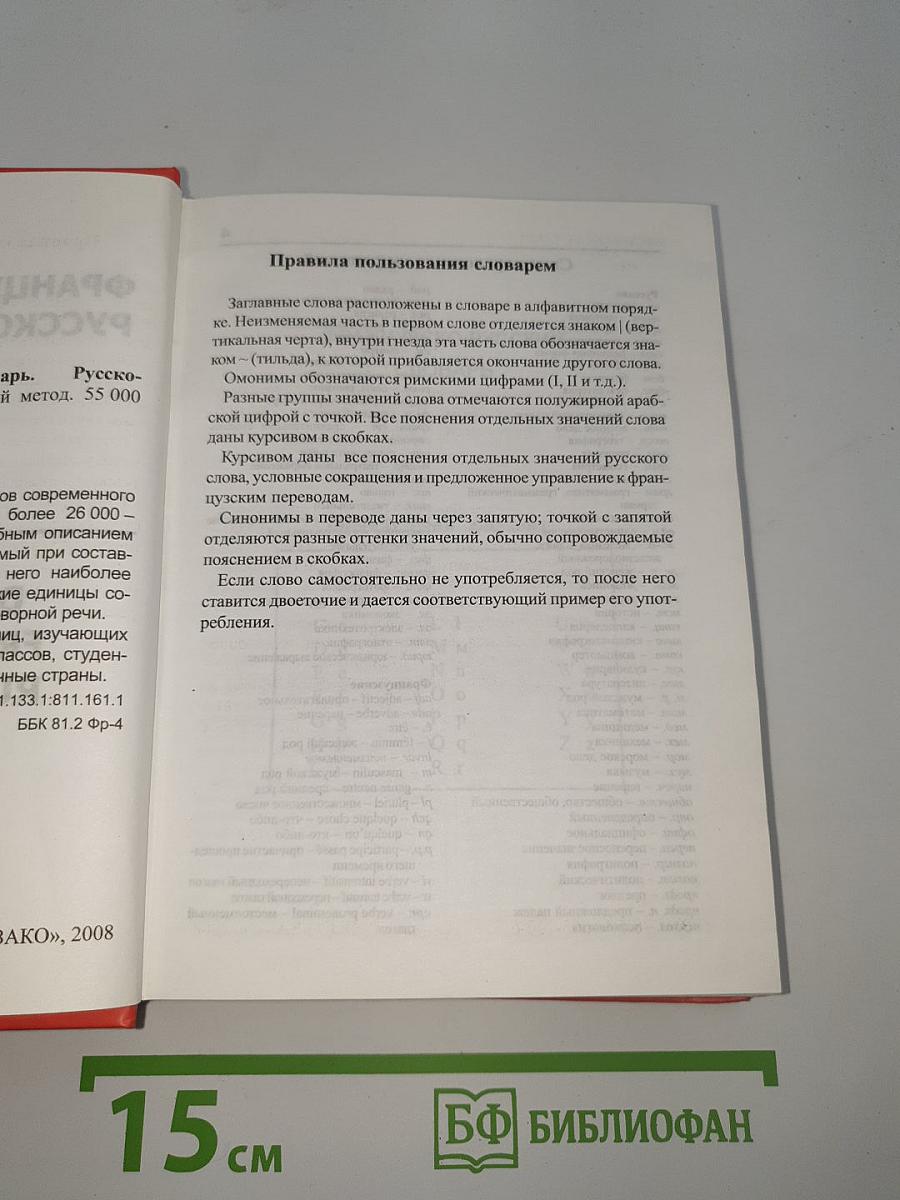 арь. Русско-
й метод. 55 000
ов современного
более 26 000 –
бным описанием
мый при состав-
него наиболее
кие единицы со-
оворной речи.
иц, изучающих
лассов, студен-
чные страны.
1.133.1:811.161.1
ББК 81.2 Фр-4
ВАКО», 2008
Правила пользования словарем
Заглавные слова расположены в словаре в алфавитном поряд-
ке. Неизменяемая часть в первом слове отделяется знаком | (вер-
тикальная черта), внутри гнезда эта часть слова обозначается зна-
ком ~ (тильда), к которой прибавляется окончание другого слова.
Омонимы обозначаются римскими цифрами (I, II и т.д.).
Разные группы значений слова отмечаются полужирной араб-
ской цифрой с точкой. Все пояснения отдельных значений слова
даны курсивом в скобках.
Курсивом даны все пояснения отдельных значений русского
слова, условные сокращения и предложенное управление к фран-
цузским переводам.
Синонимы в переводе даны через запятую; точкой с запятой
отделяются разные оттенки значений, обычно сопровождаемые
пояснением в скобках.
Если слово самостоятельно не употребляется, то после него
ставится двоеточие и дается соответствующий пример его упот-
ребления.
15 см
БФ БИБЛИОФАН